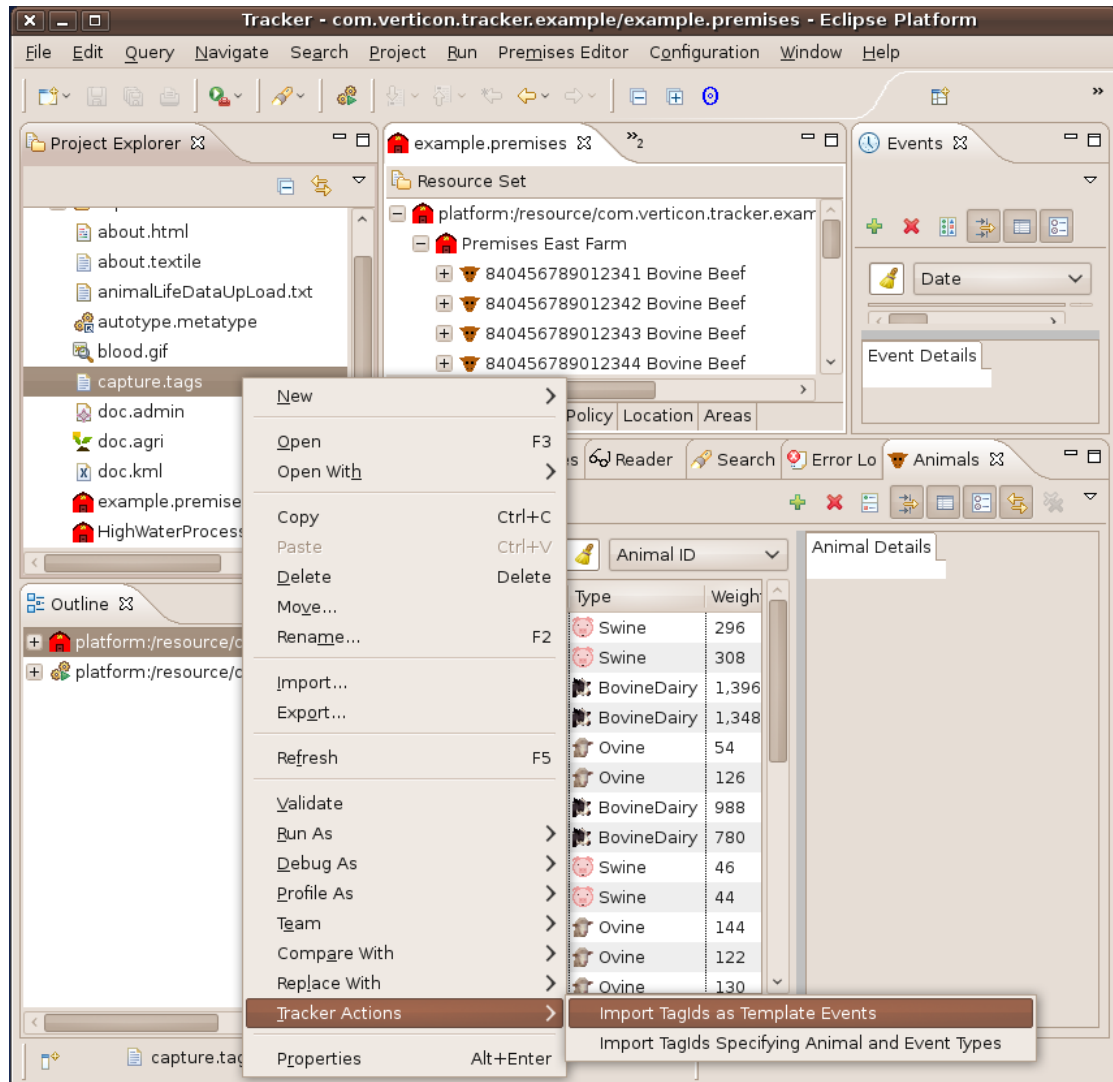 Tracker - com.verticon.tracker.example/example.premises - Eclipse Platform
File Edit Query Navigate Search Project Run Premises Editor Configuration Window Help
Project Explorer
about.html
about.textile
animalLifeDataUpLoad.txt
autotype.metatype
blood.gif
capture.tags
doc.admin
doc.agri
doc.kml
example.premise
HighWaterProces
example.premises
»2
Resource Set
platform:/resource/com.verticon.tracker.exam
Premises East Farm
840456789012341 Bovine Beef
840456789012342 Bovine Beef
840456789012343 Bovine Beef
840456789012344 Bovine Beef
Policy Location Areas
Events
Date
Event Details
New
Open F3
Open With
Copy Ctrl+C
Paste Ctrl+V
Delete Delete
Move...
Rename... F2
Import...
Export...
Refresh F5
Validate
Run As
Debug As
Profile As
Team
Compare With
Replace With
Tracker Actions
Properties Alt+Enter
Import TagIds as Template Events
Import TagIds Specifying Animal and Event Types
Reader Search Error Lo Animals
Animal ID
Animal Details
Type Weigh
Swine 296
Swine 308
BovineDairy 1,396
BovineDairy 1,348
Ovine 54
Ovine 126
BovineDairy 988
BovineDairy 780
Swine 46
Swine 44
Ovine 144
Ovine 122
Ovine 130
Outline
platform:/resource/c
platform:/resource/c
capture.tag